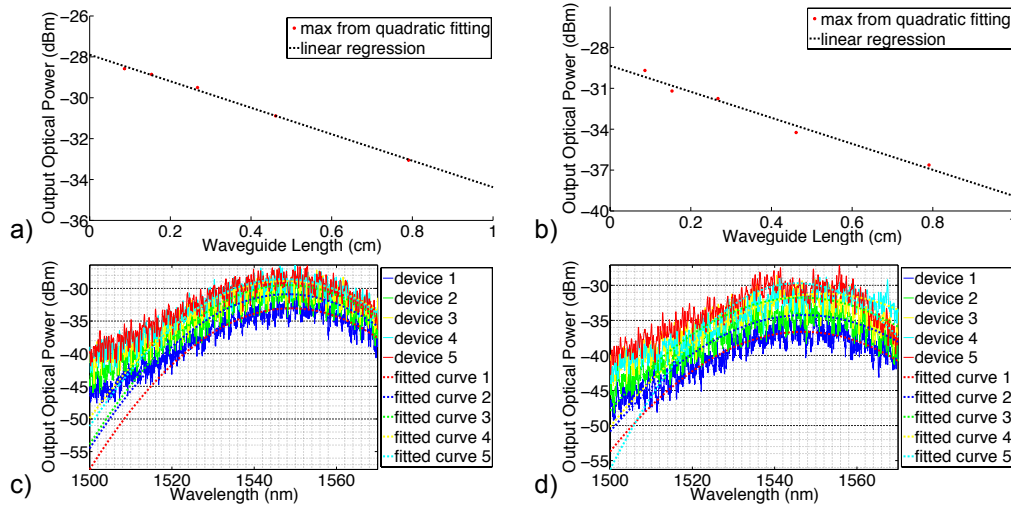 −26
−28
−30
−32
−34
−36
0
0.2
0.4
0.6
0.8
1
Output Optical Power (dBm)
Waveguide Length (cm)
max from quadratic fitting
linear regression
a)
−28
−31
−34
−37
−40
0
0.2
0.4
0.6
0.8
1
Output Optical Power (dBm)
Waveguide Length (cm)
max from quadratic fitting
linear regression
b)
−30
−35
−40
−45
−50
−55
1500
1520
1540
1560
Output Optical Power (dBm)
Wavelength (nm)
device 1
device 2
device 3
device 4
device 5
fitted curve 1
fitted curve 2
fitted curve 3
fitted curve 4
fitted curve 5
c)
−30
−35
−40
−45
−50
−55
1500
1520
1540
1560
Output Optical Power (dBm)
Wavelength (nm)
device 1
device 2
device 3
device 4
device 5
fitted curve 1
fitted curve 2
fitted curve 3
fitted curve 4
fitted curve 5
d)